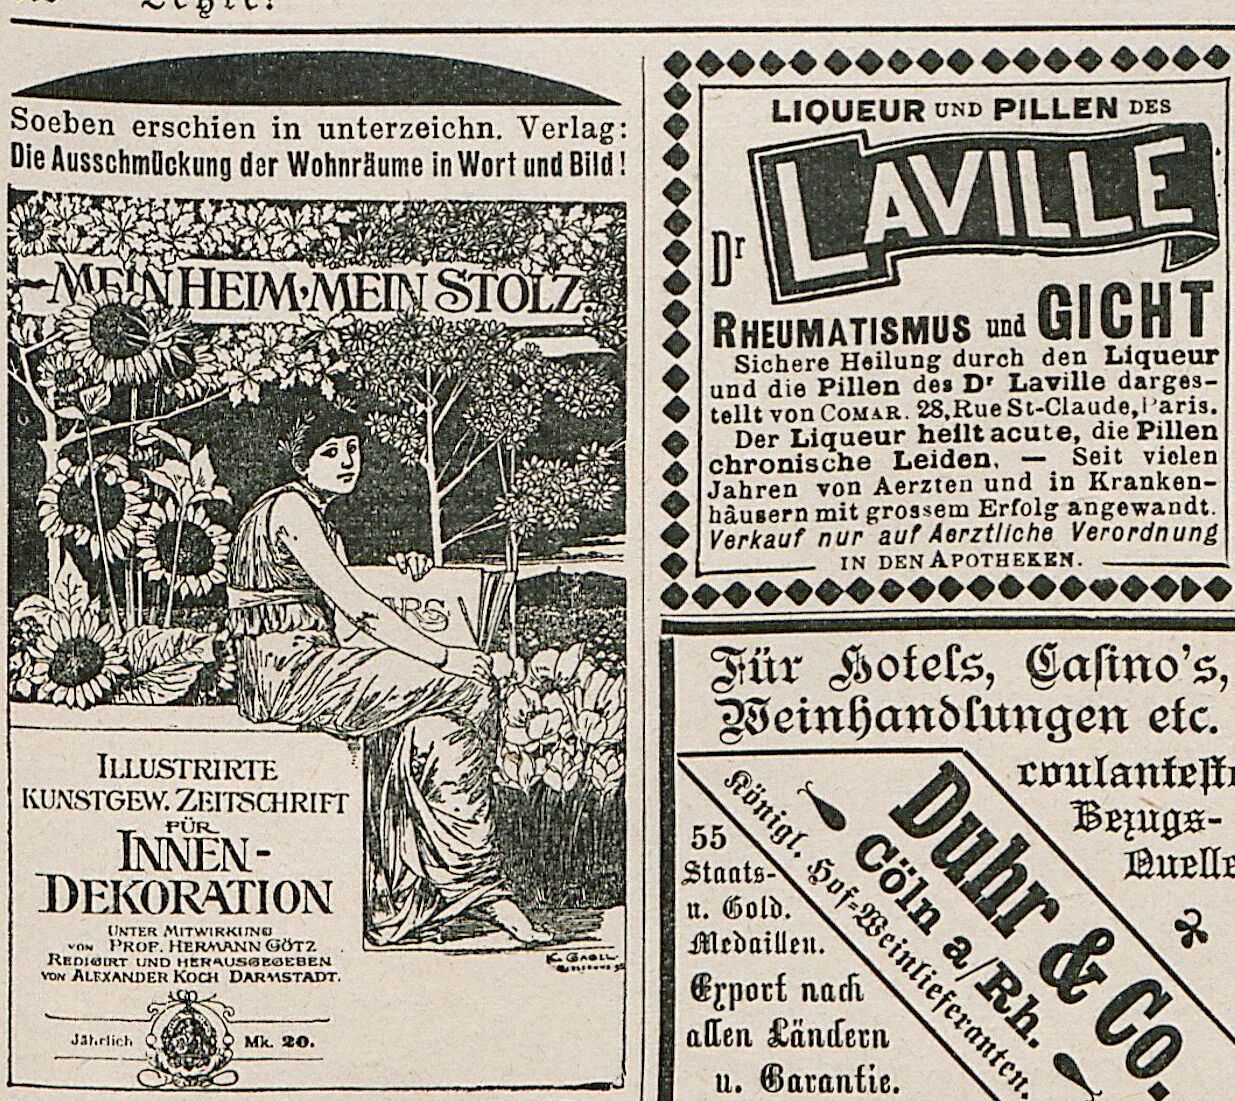 Lehre.
Soeben erschien in unterzeichn. Verlag:
Die Ausschmückung der Wohnräume in Wort und Bild!
MEIN HEIM, MEIN STOLZ.
ARS
ILLUSTRIRTE
KUNSTGEW. ZEITSCHRIFT
FÜR
INNEN-
DEKORATION
UNTER MITWIRKUNG
VON PROF. HERMANN GÖTZ
REDIGIRT UND HERAUSGEGEBEN
VON ALEXANDER KOCH DARMSTADT.
Jährlich Mk. 20.
LIQUEUR UND PILLEN DES
Dr LAVILLE
RHEUMATISMUS und GICHT
Sichere Heilung durch den Liqueur
und die Pillen des Dr Laville darges-
tellt von COMAR. 28, Rue St-Claude, Paris.
Der Liqueur heilt acute, die Pillen
chronische Leiden. — Seit vielen
Jahren von Aerzten und in Kranken-
häusern mit grossem Erfolg angewandt.
Verkauf nur auf Aerztliche Verordnung
IN DEN APOTHEKEN.
Für Hotels, Casino's,
Weinhandlungen etc.
coulanteste
Bezugs-
Quelle
Duhr & Co.
Cöln a/Rh.
Königl. Hof-Weinlieferanten.
55
Staats-
u. Gold.
Medaillen.
Export nach
allen Ländern
u. Garantie.